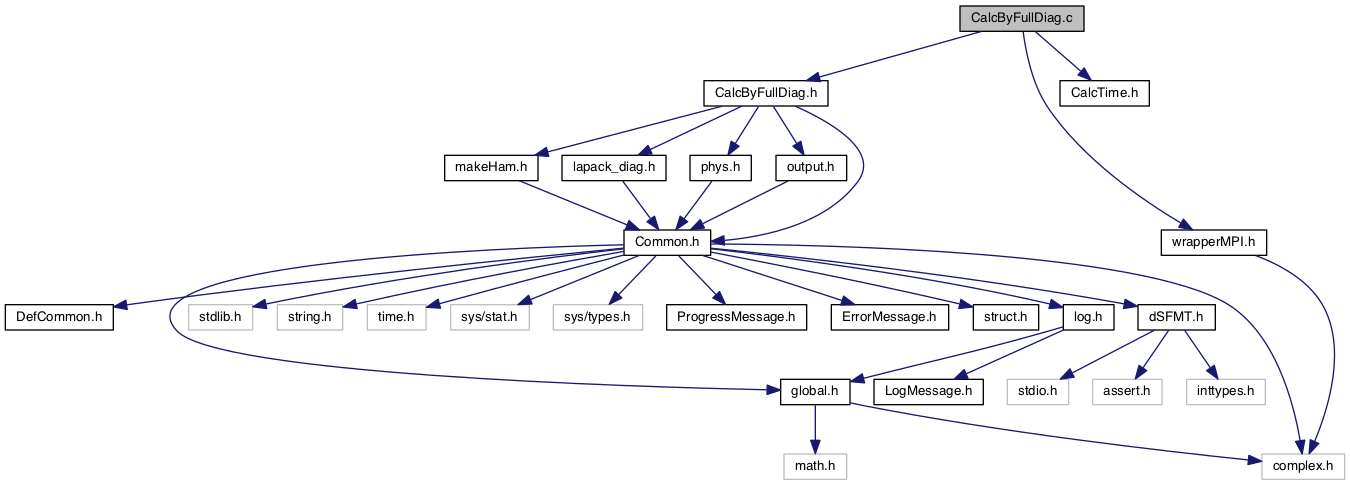 CalcByFullDiag.c
CalcByFullDiag.h
CalcTime.h
makeHam.h
lapack_diag.h
phys.h
output.h
Common.h
wrapperMPI.h
DefCommon.h
stdlib.h
string.h
time.h
sys/stat.h
sys/types.h
ProgressMessage.h
ErrorMessage.h
struct.h
log.h
dSFMT.h
global.h
LogMessage.h
stdio.h
assert.h
inttypes.h
math.h
complex.h